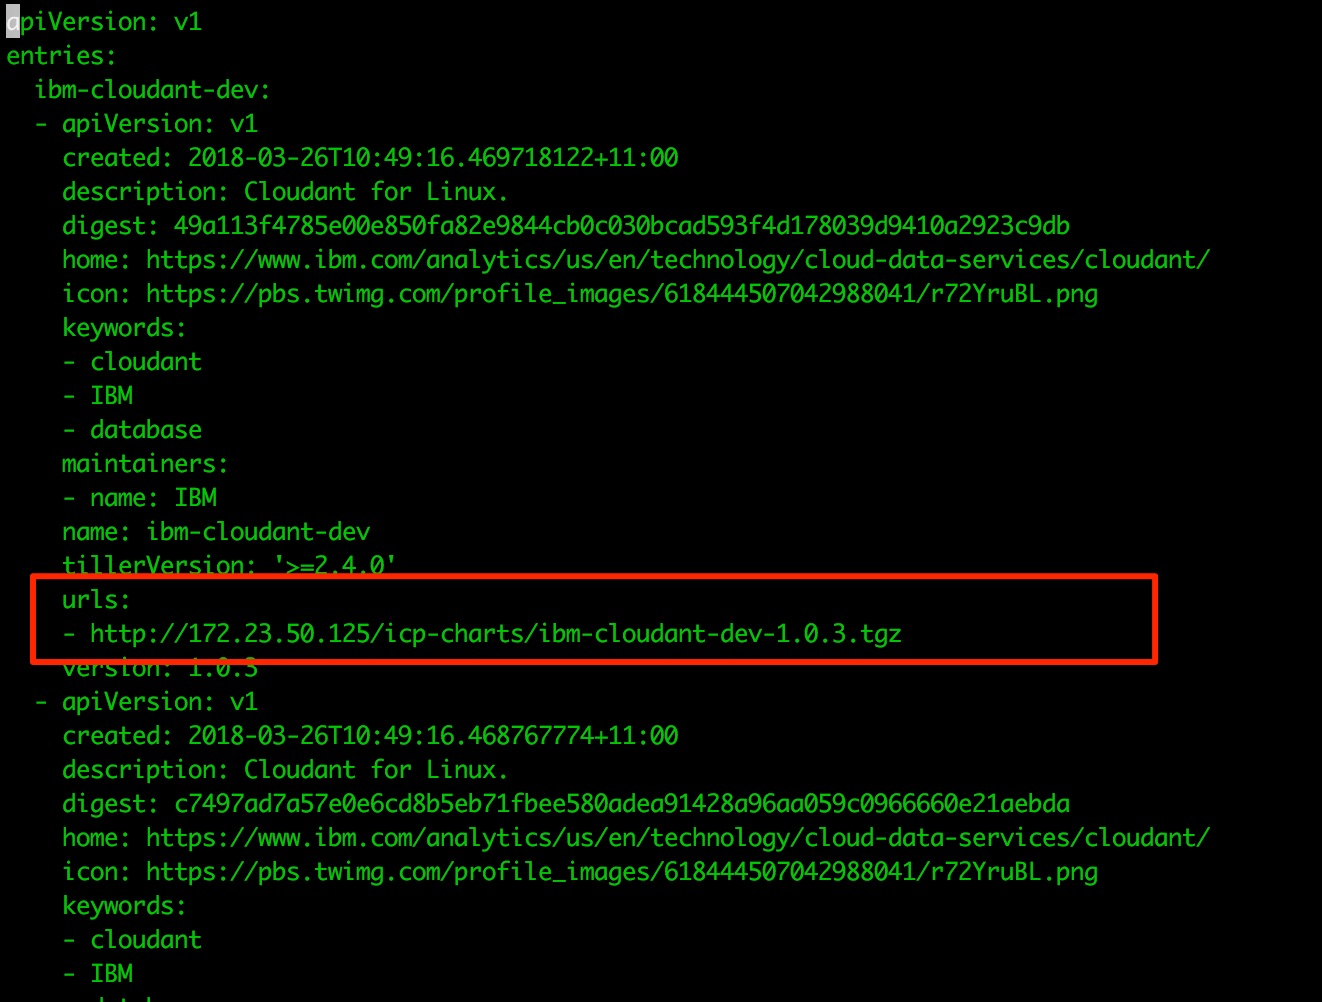 apiVersion: v1
entries:
  ibm-cloudant-dev:
  - apiVersion: v1
    created: 2018-03-26T10:49:16.469718122+11:00
    description: Cloudant for Linux.
    digest: 49a113f4785e00e850fa82e9844cb0c030bcad593f4d178039d9410a2923c9db
    home: https://www.ibm.com/analytics/us/en/technology/cloud-data-services/cloudant/
    icon: https://pbs.twimg.com/profile_images/618444507042988041/r72YruBL.png
    keywords:
    - cloudant
    - IBM
    - database
    maintainers:
    - name: IBM
    name: ibm-cloudant-dev
    tillerVersion: '>=2.4.0'
    urls:
    - http://172.23.50.125/icp-charts/ibm-cloudant-dev-1.0.3.tgz
    version: 1.0.3
  - apiVersion: v1
    created: 2018-03-26T10:49:16.468767774+11:00
    description: Cloudant for Linux.
    digest: c7497ad7a57e0e6cd8b5eb71fbee580adea91428a96aa059c0966660e21aebda
    home: https://www.ibm.com/analytics/us/en/technology/cloud-data-services/cloudant/
    icon: https://pbs.twimg.com/profile_images/618444507042988041/r72YruBL.png
    keywords:
    - cloudant
    - IBM